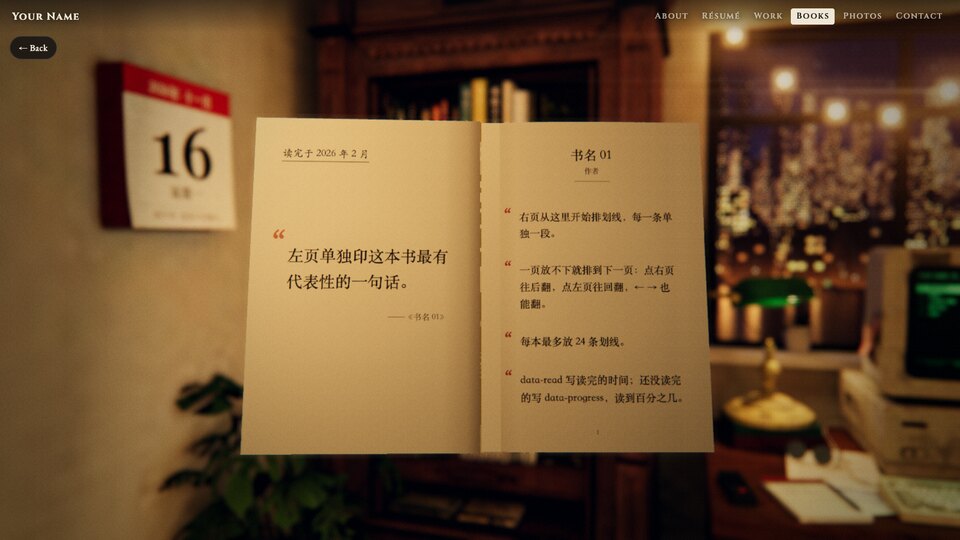 YOUR NAME
ABOUT
RÉSUMÉ
WORK
BOOKS
PHOTOS
CONTACT
← Back
16
读完于 2026 年 2 月
“
左页单独印这本书最有
代表性的一句话。
—— 《书名 01》
书名 01
作者
“ 右页从这里开始排划线,每一条单
独一段。
“ 一页放不下就排到下一页:点右页
往后翻,点左页往回翻,← → 也
能翻。
“ 每本最多放 24 条划线。
“ data-read 写读完的时间;还没读完
的写 data-progress,读到百分之几。
1